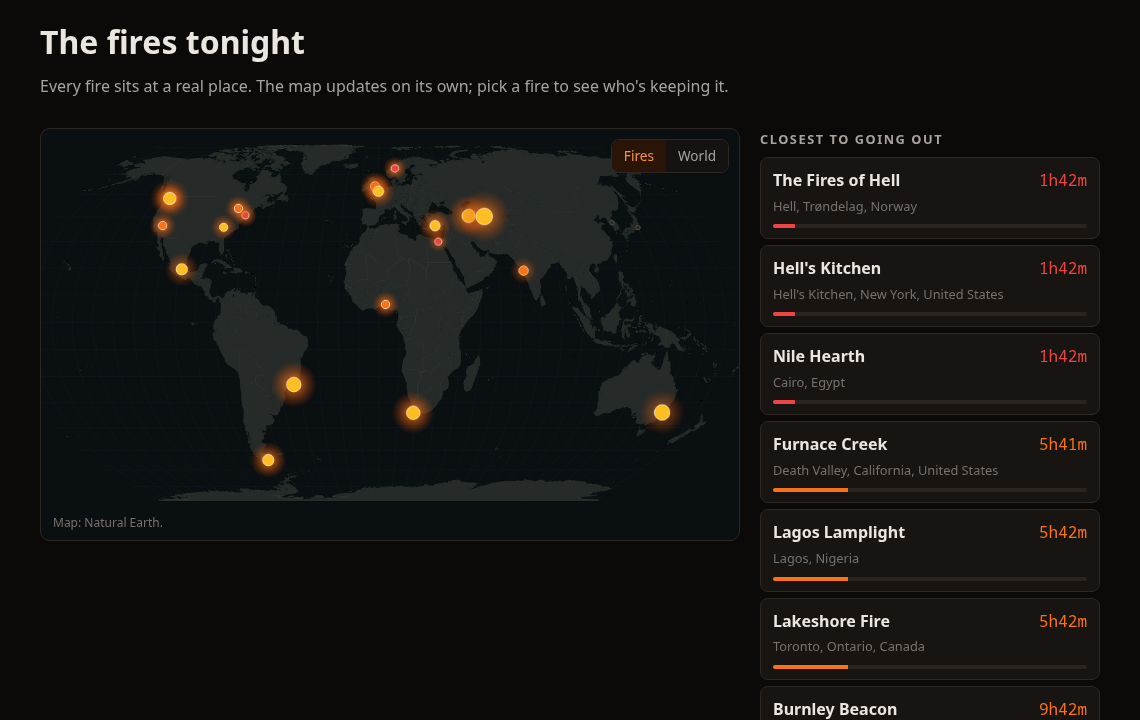 The fires tonight
Every fire sits at a real place. The map updates on its own; pick a fire to see who's keeping it.
Fires World
Map: Natural Earth.
CLOSEST TO GOING OUT
The Fires of Hell 1h42m
Hell, Trøndelag, Norway
Hell's Kitchen 1h42m
Hell's Kitchen, New York, United States
Nile Hearth 1h42m
Cairo, Egypt
Furnace Creek 5h41m
Death Valley, California, United States
Lagos Lamplight 5h42m
Lagos, Nigeria
Lakeshore Fire 5h42m
Toronto, Ontario, Canada
Burnley Beacon 9h42m